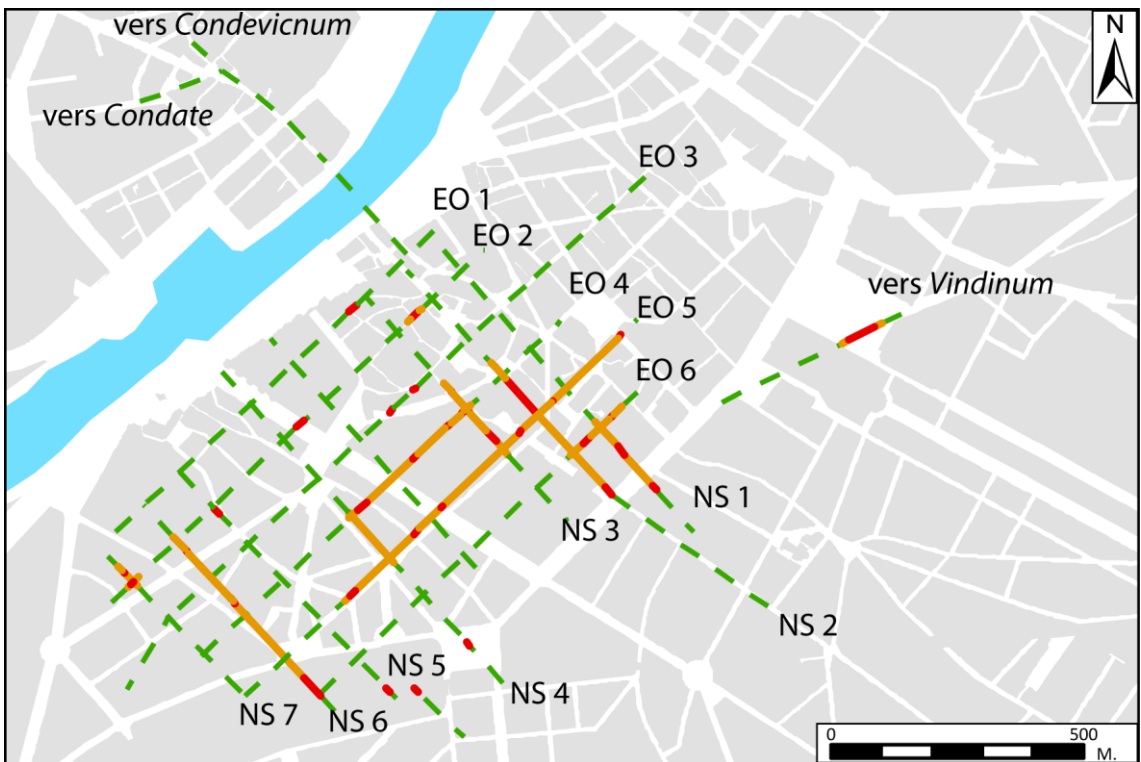 vers Condevicnum
N
vers Condate
EO 3
EO 1
EO 2
EO 4
vers Vindinum
EO 5
EO 6
NS 1
NS 3
NS 2
NS 5
NS 4
NS 7
NS 6
0 500
M.